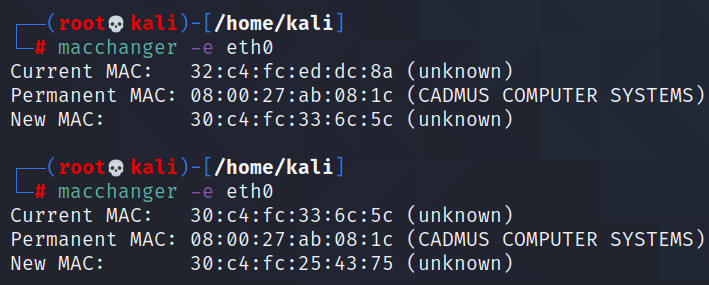 ┌──(root💀kali)-[/home/kali]
└─# macchanger -e eth0
Current MAC:   32:c4:fc:ed:dc:8a (unknown)
Permanent MAC: 08:00:27:ab:08:1c (CADMUS COMPUTER SYSTEMS)
New MAC:       30:c4:fc:33:6c:5c (unknown)
┌──(root💀kali)-[/home/kali]
└─# macchanger -e eth0
Current MAC:   30:c4:fc:33:6c:5c (unknown)
Permanent MAC: 08:00:27:ab:08:1c (CADMUS COMPUTER SYSTEMS)
New MAC:       30:c4:fc:25:43:75 (unknown)